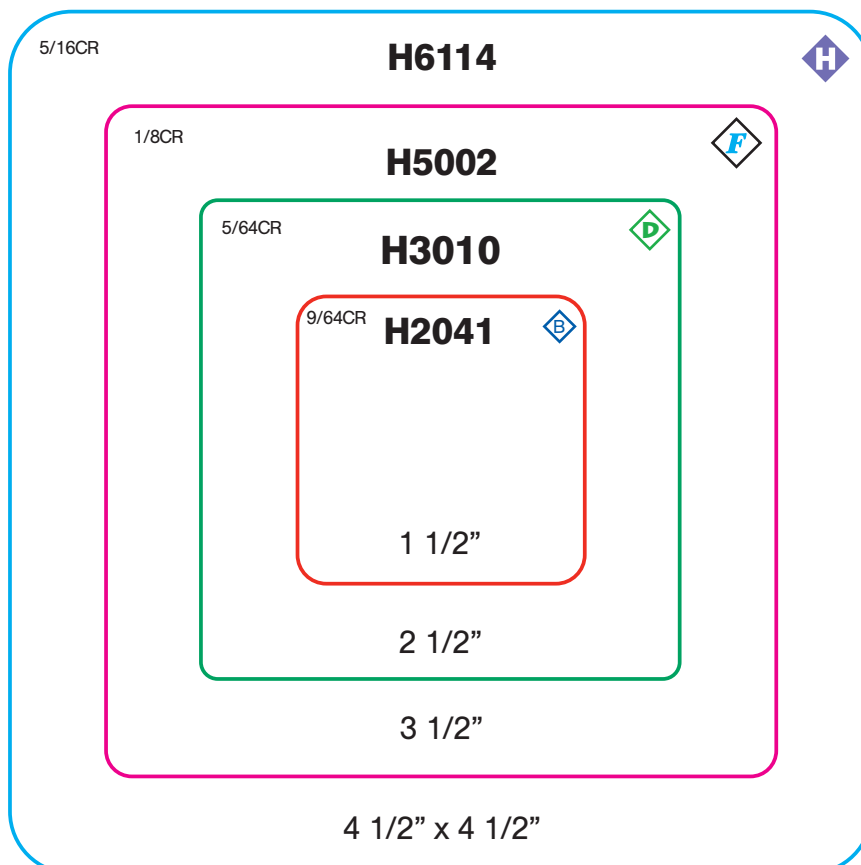 5/16CR
H6114
H
1/8CR
H5002
F
5/64CR
H3010
D
9/64CR
H2041
B
1 1/2”
2 1/2”
3 1/2”
4 1/2” x 4 1/2”